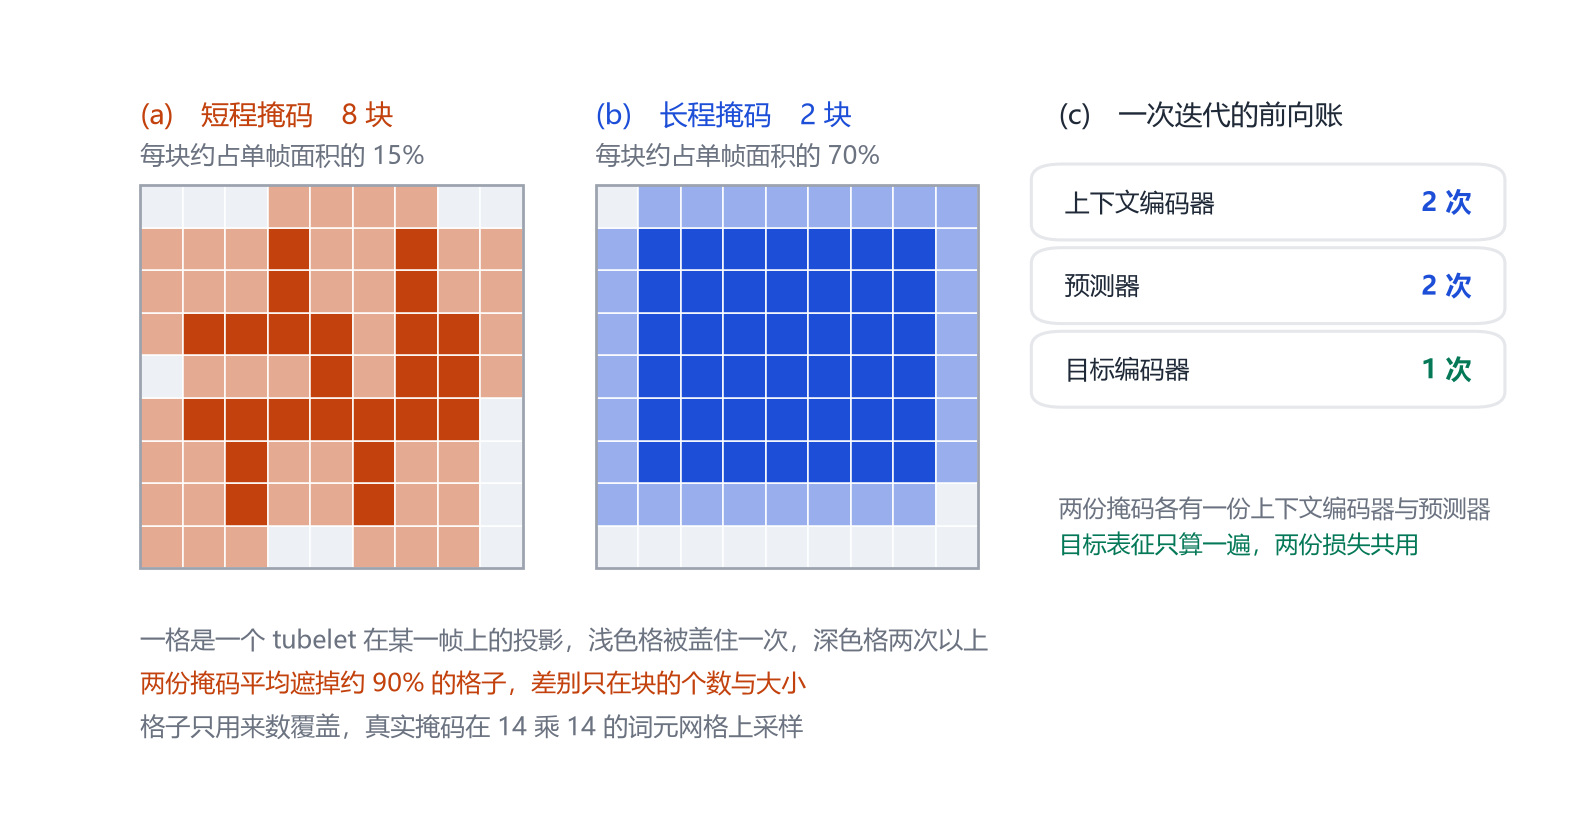 (a) 短程掩码 8 块
每块约占单帧面积的 15%
(b) 长程掩码 2 块
每块约占单帧面积的 70%
(c) 一次迭代的前向账
上下文编码器 2 次
预测器 2 次
目标编码器 1 次
两份掩码各有一份上下文编码器与预测器
目标表征只算一遍，两份损失共用
一格是一个 tubelet 在某一帧上的投影，浅色格被盖住一次，深色格两次以上
两份掩码平均遮掉约 90% 的格子，差别只在块的个数与大小
格子只用来数覆盖，真实掩码在 14 乘 14 的词元网格上采样